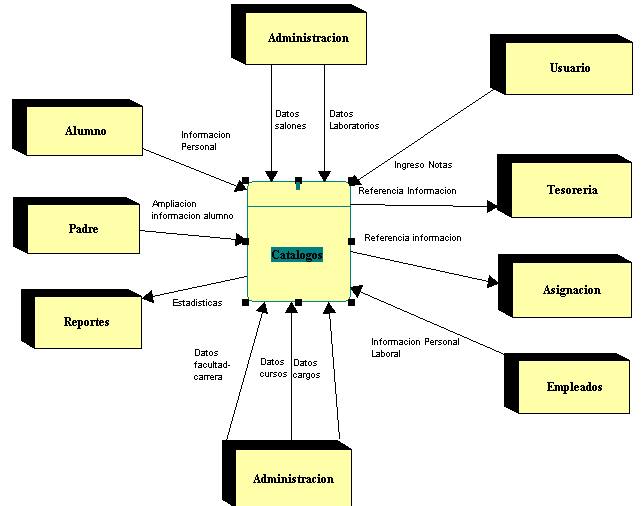 Administracion
Usuario
Alumno
Datos
salones
Datos
Laboratorios
Informacion
Personal
Ingreso Notas
Referencia Informacion
Tesoreria
Padre
Ampliacion
informacion alumno
Referencia informacion
Catalogos
Asignacion
Reportes
Estadisticas
Informacion Personal
Laboral
Datos
facultad-
carrera
Datos
cursos
Datos
cargos
Empleados
Administracion